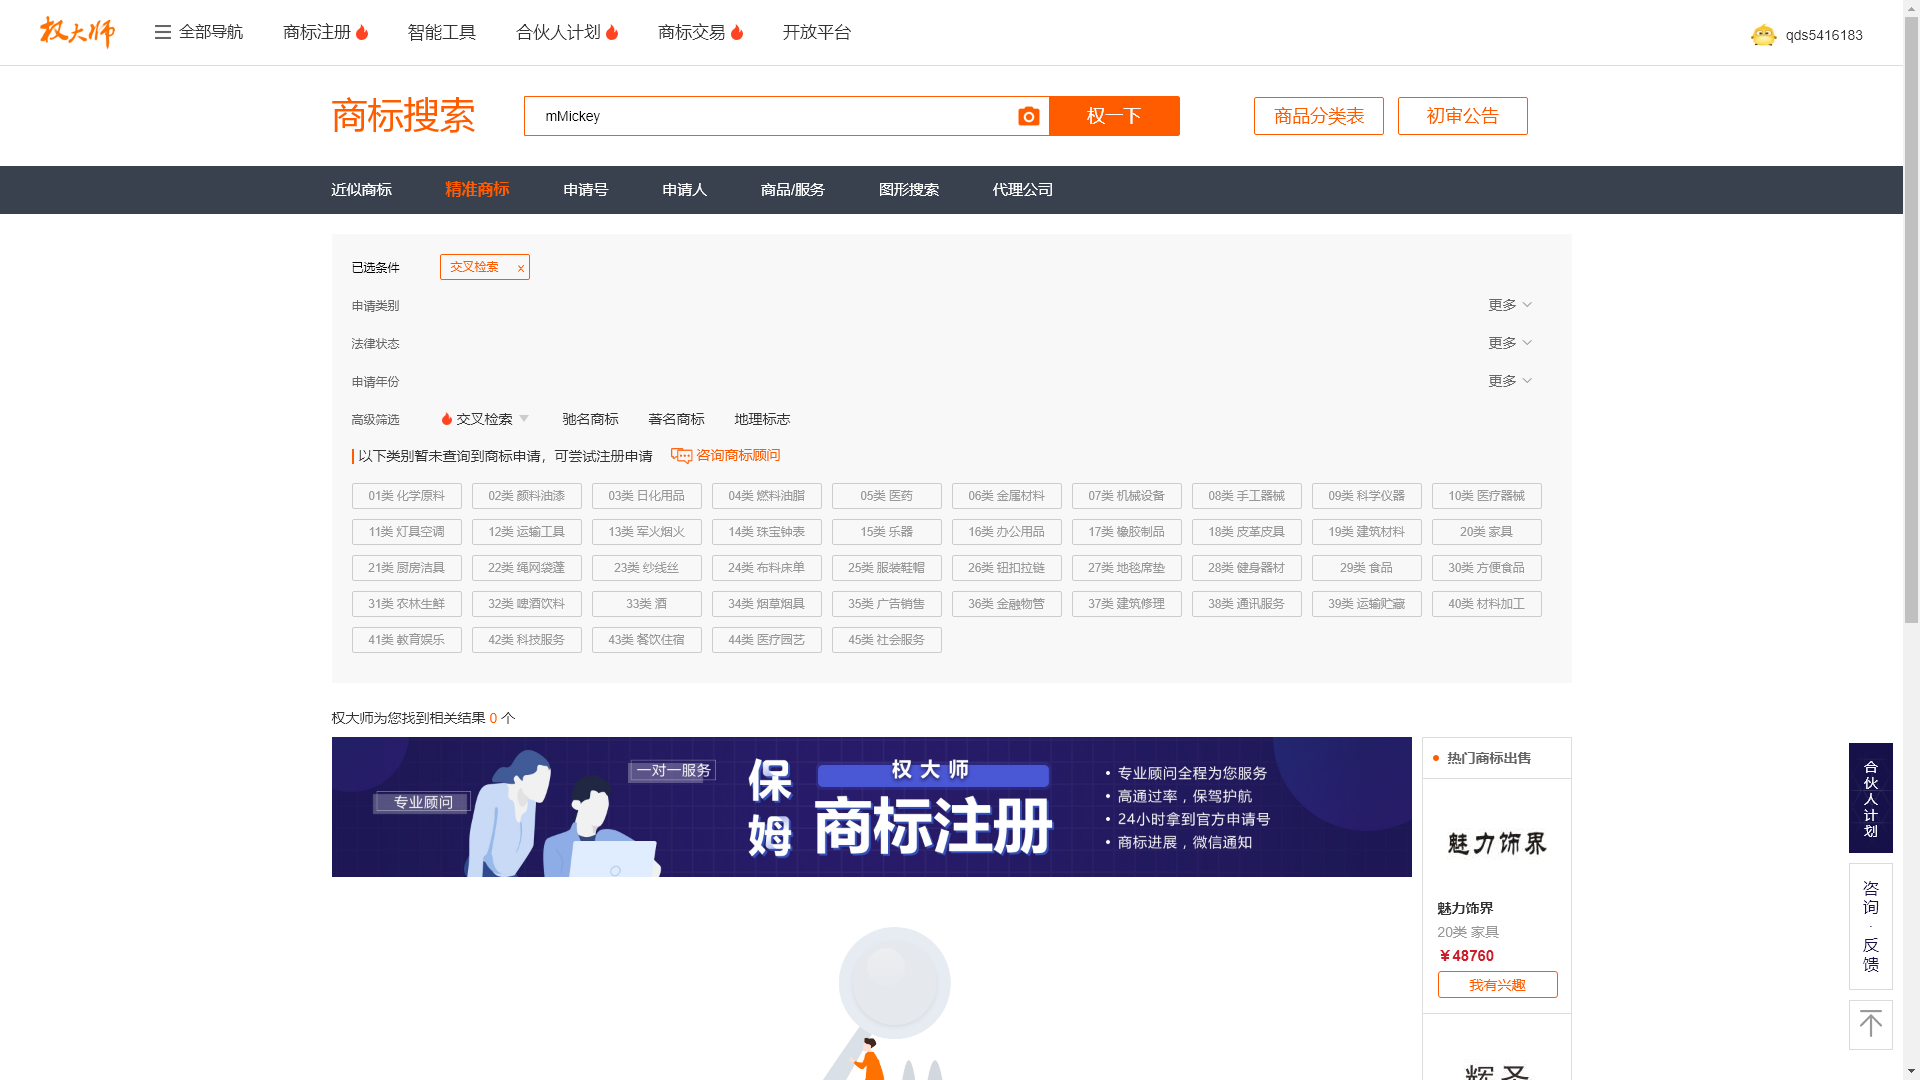 权大师
全部导航 商标注册 智能工具 合伙人计划 商标交易 开放平台 qds5416183
商标搜索 mMickey 权一下 商品分类表 初审公告
近似商标 精准商标 申请号 申请人 商品/服务 图形搜索 代理公司
已选条件 交叉检索 x
申请类别 更多
法律状态 更多
申请年份 更多
高级筛选 交叉检索 驰名商标 著名商标 地理标志
以下类别暂未查询到商标申请，可尝试注册申请 咨询商标顾问
01类 化学原料 02类 颜料油漆 03类 日化用品 04类 燃料油脂 05类 医药 06类 金属材料 07类 机械设备 08类 手工器械 09类 科学仪器 10类 医疗器械
11类 灯具空调 12类 运输工具 13类 军火烟火 14类 珠宝钟表 15类 乐器 16类 办公用品 17类 橡胶制品 18类 皮革皮具 19类 建筑材料 20类 家具
21类 厨房洁具 22类 绳网袋蓬 23类 纱线丝 24类 布料床单 25类 服装鞋帽 26类 钮扣拉链 27类 地毯席垫 28类 健身器材 29类 食品 30类 方便食品
31类 农林生鲜 32类 啤酒饮料 33类 酒 34类 烟草烟具 35类 广告销售 36类 金融物管 37类 建筑修理 38类 通讯服务 39类 运输贮藏 40类 材料加工
41类 教育娱乐 42类 科技服务 43类 餐饮住宿 44类 医疗园艺 45类 社会服务
权大师为您找到相关结果 0 个
专业顾问
一对一服务
保姆
权大师
商标注册
• 专业顾问全程为您服务
• 高通过率，保驾护航
• 24小时拿到官方申请号
• 商标进展，微信通知
热门商标出售
魅力饰界
魅力饰界
20类 家具
￥48760
我有兴趣
辉圣
合伙人计划
咨询·反馈